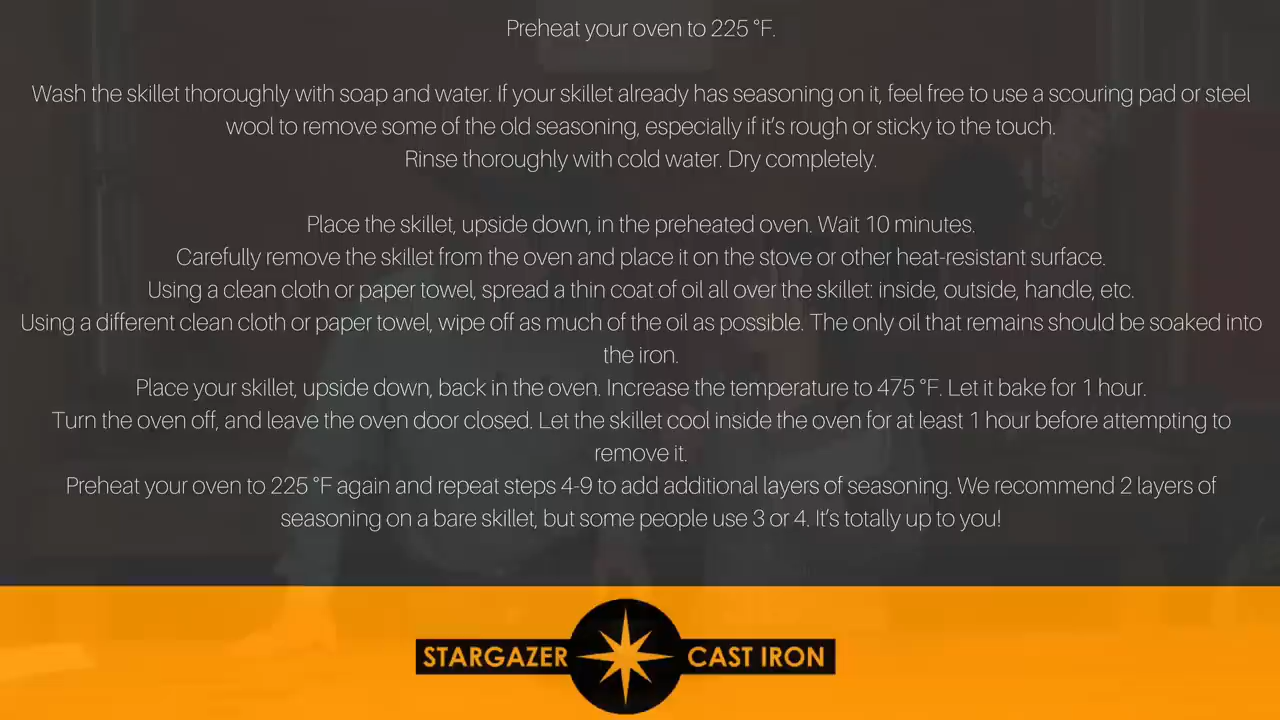 Preheat your oven to 225 °F.
Wash the skillet thoroughly with soap and water. If your skillet already has seasoning on it, feel free to use a scouring pad or steel
wool to remove some of the old seasoning, especially if it's rough or sticky to the touch.
Rinse thoroughly with cold water. Dry completely.
Place the skillet, upside down, in the preheated oven. Wait 10 minutes.
Carefully remove the skillet from the oven and place it on the stove or other heat-resistant surface.
Using a clean cloth or paper towel, spread a thin coat of oil all over the skillet: inside, outside, handle, etc.
Using a different clean cloth or paper towel, wipe off as much of the oil as possible. The only oil that remains should be soaked into
the iron.
Place your skillet, upside down, back in the oven. Increase the temperature to 475 °F. Let it bake for 1 hour.
Turn the oven off, and leave the oven door closed. Let the skillet cool inside the oven for at least 1 hour before attempting to
remove it.
Preheat your oven to 225 °F again and repeat steps 4-9 to add additional layers of seasoning. We recommend 2 layers of
seasoning on a bare skillet, but some people use 3 or 4. It's totally up to you!
STARGAZER CAST IRON